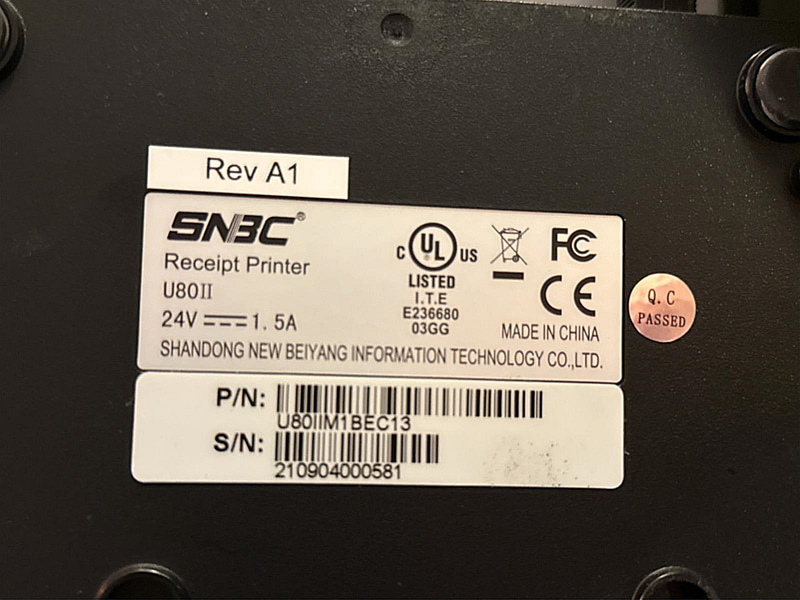 Rev A1
SNBC®
Receipt Printer
U80II
24V 1.5A
C UL® US
LISTED
I.T.E
E236680
03GG
FC
CE
MADE IN CHINA
SHANDONG NEW BEIYANG INFORMATION TECHNOLOGY CO.,LTD.
Q.C
PASSED
P/N:
U80IIM1BEC13
S/N:
210904000581